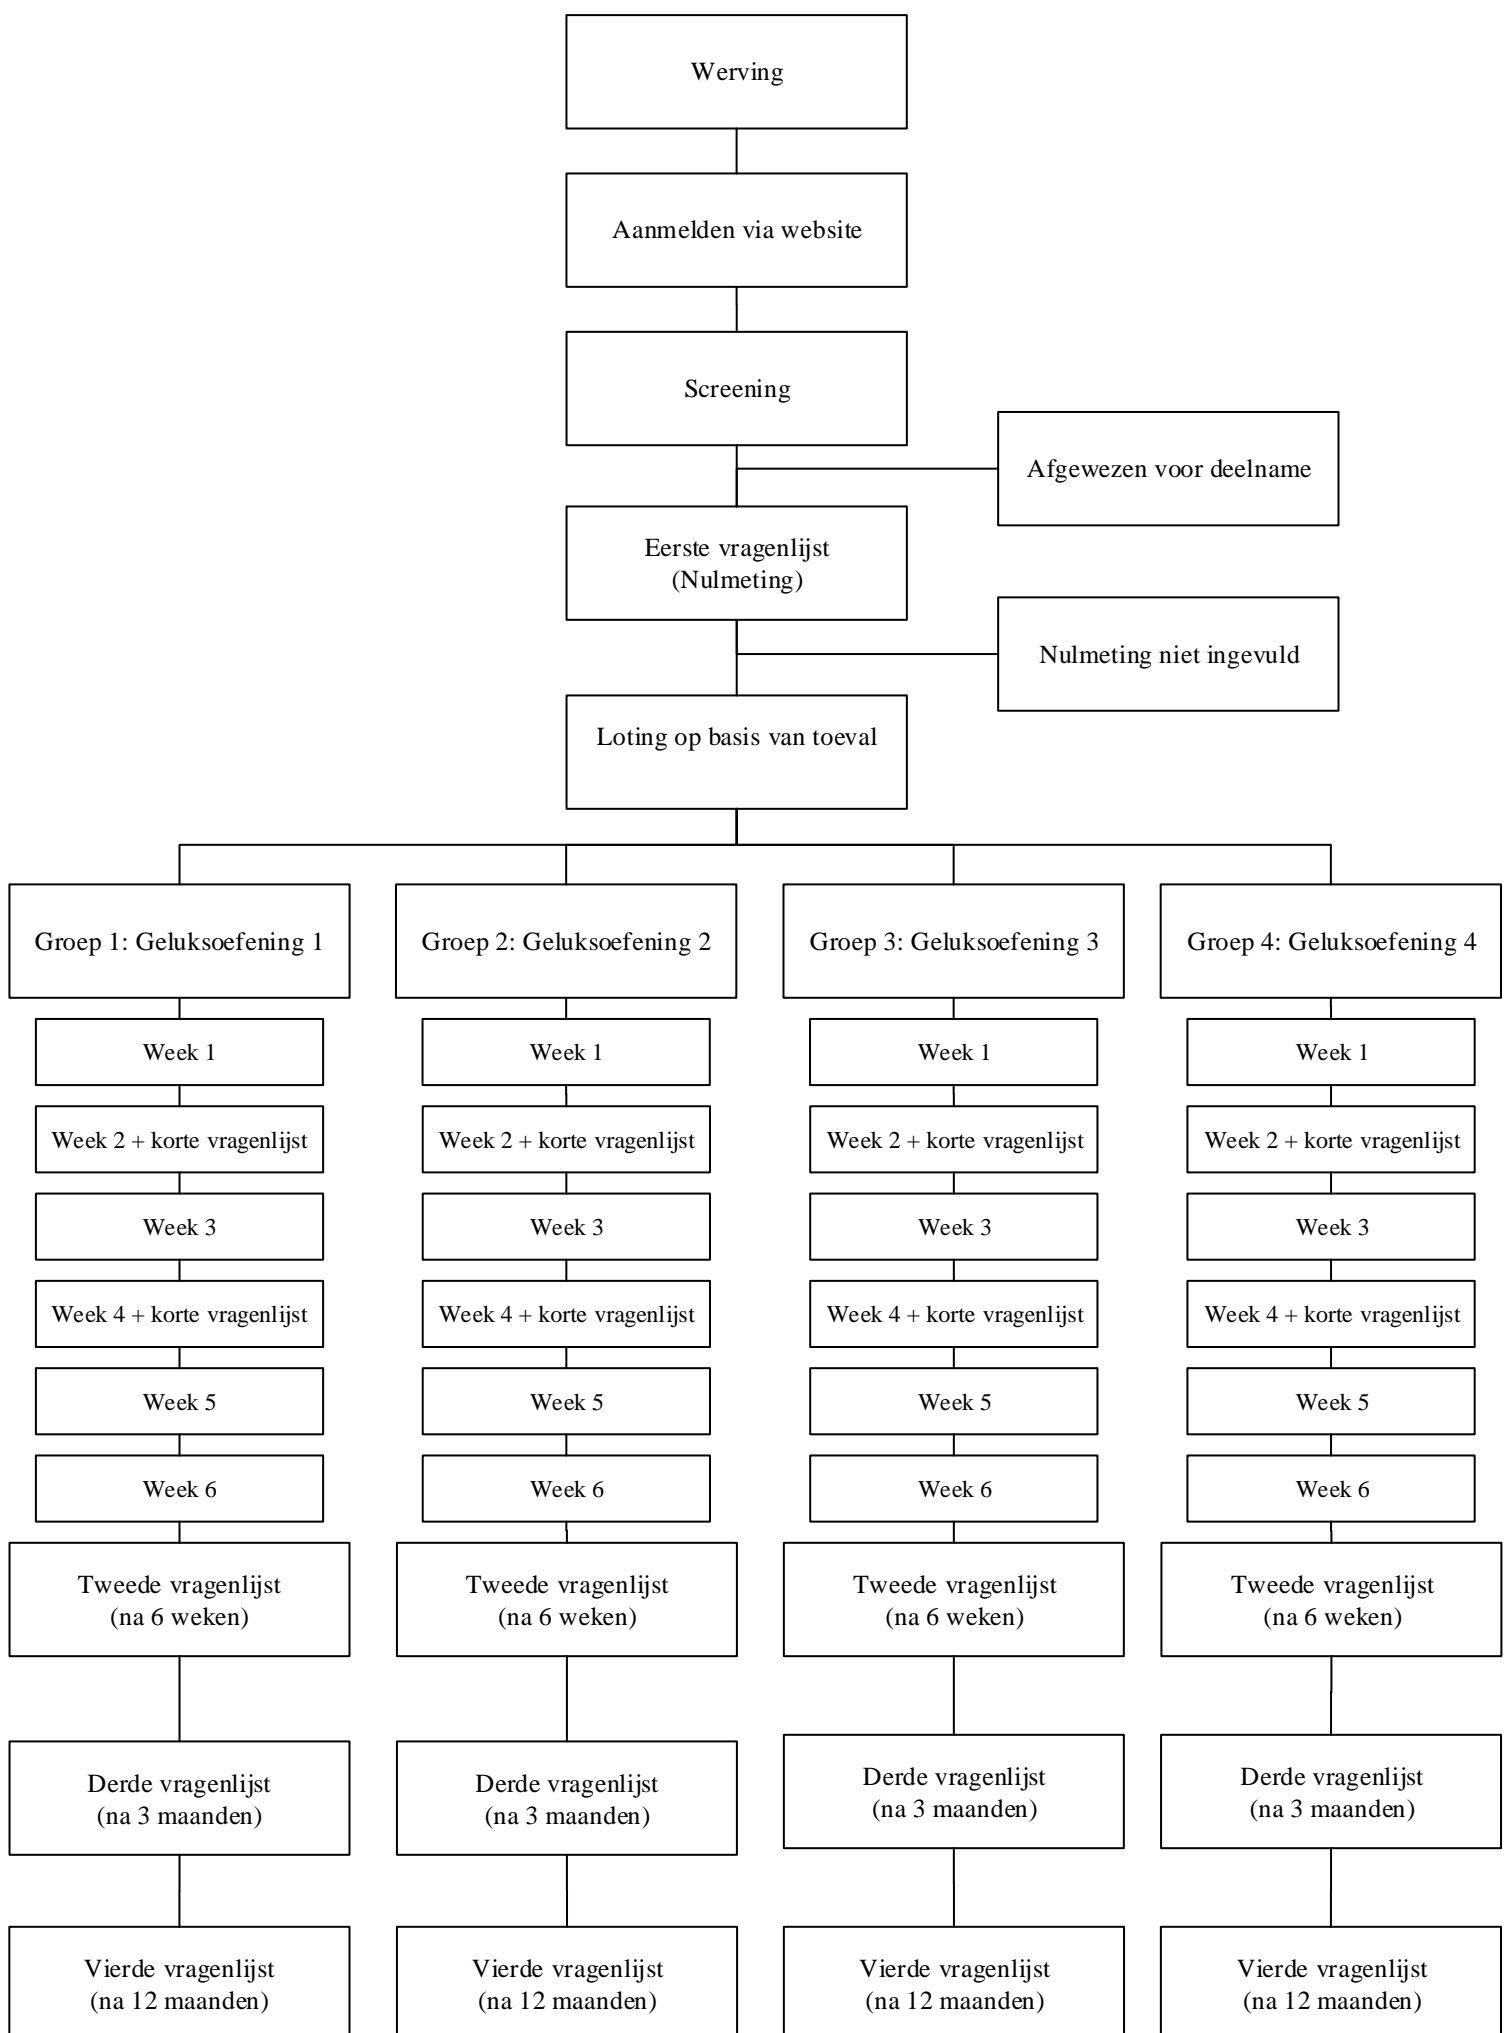 Werving
Aanmelden via website
Screening
Afgewezen voor deelname
Eerste vragenlijst
(Nulmeting)
Nulmeting niet ingevuld
Loting op basis van toeval
Groep 1: Geluksoefening 1
Groep 2: Geluksoefening 2
Groep 3: Geluksoefening 3
Groep 4: Geluksoefening 4
Week 1
Week 1
Week 1
Week 1
Week 2 + korte vragenlijst
Week 2 + korte vragenlijst
Week 2 + korte vragenlijst
Week 2 + korte vragenlijst
Week 3
Week 3
Week 3
Week 3
Week 4 + korte vragenlijst
Week 4 + korte vragenlijst
Week 4 + korte vragenlijst
Week 4 + korte vragenlijst
Week 5
Week 5
Week 5
Week 5
Week 6
Week 6
Week 6
Week 6
Tweede vragenlijst
(na 6 weken)
Tweede vragenlijst
(na 6 weken)
Tweede vragenlijst
(na 6 weken)
Tweede vragenlijst
(na 6 weken)
Derde vragenlijst
(na 3 maanden)
Derde vragenlijst
(na 3 maanden)
Derde vragenlijst
(na 3 maanden)
Derde vragenlijst
(na 3 maanden)
Vierde vragenlijst
(na 12 maanden)
Vierde vragenlijst
(na 12 maanden)
Vierde vragenlijst
(na 12 maanden)
Vierde vragenlijst
(na 12 maanden)